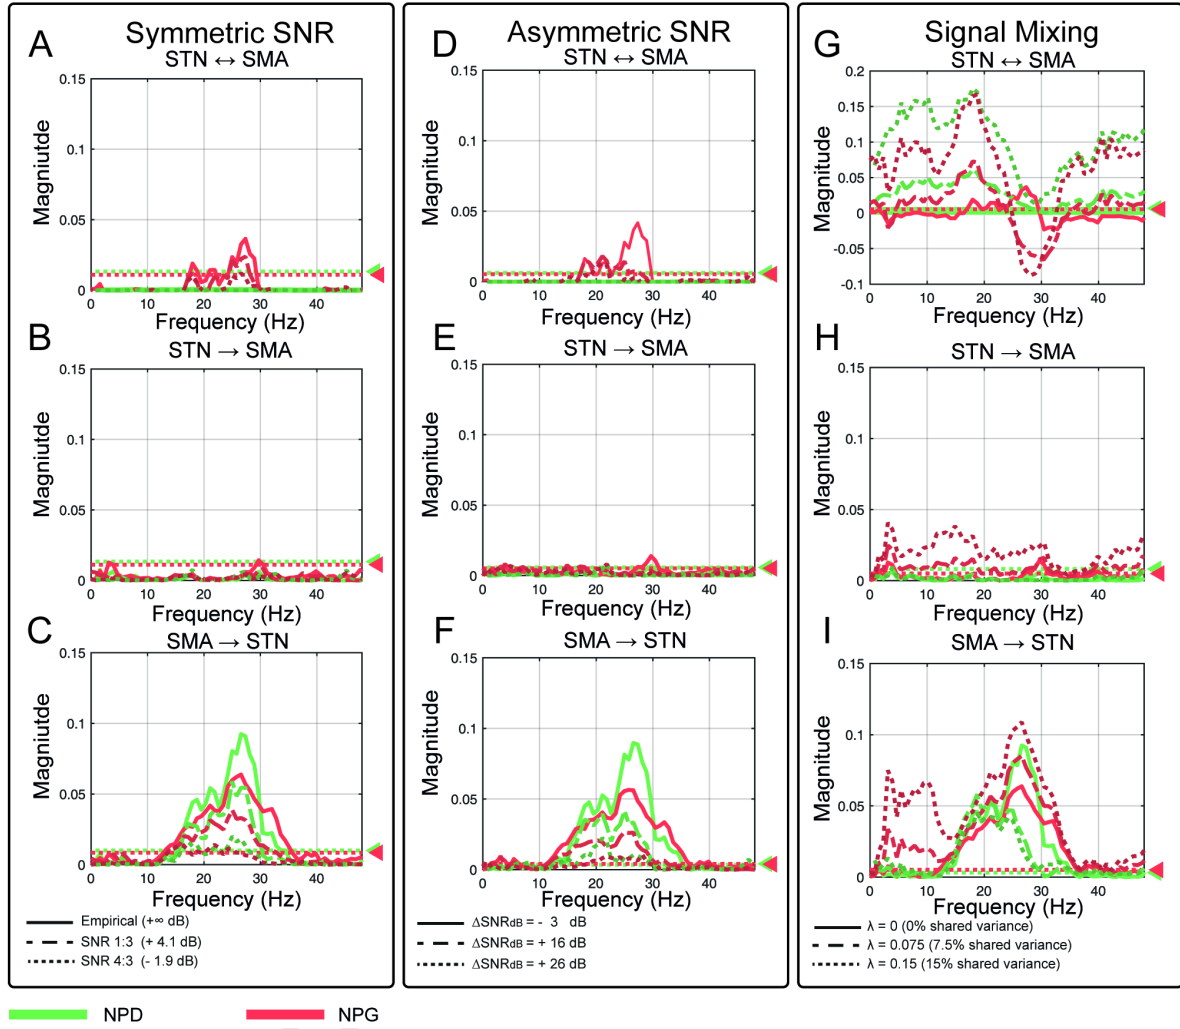 Symmetric SNR
A
STN ↔ SMA
0.15
0.1
0.05
0
Magniutde
0 10 20 30 40
Frequency (Hz)
B
STN → SMA
0.15
0.1
0.05
0
Magniutde
0 10 20 30 40
Frequency (Hz)
C
SMA → STN
0.15
0.1
0.05
0
Magniutde
0 10 20 30 40
Frequency (Hz)
Empirical (+∞ dB)
SNR 1:3 (+ 4.1 dB)
SNR 4:3 (- 1.9 dB)
Asymmetric SNR
D
STN ↔ SMA
0.15
0.1
0.05
0
Magnitude
0 10 20 30 40
Frequency (Hz)
E
STN → SMA
0.15
0.1
0.05
0
Magnitude
0 10 20 30 40
Frequency (Hz)
F
SMA → STN
0.15
0.1
0.05
0
Magnitude
0 10 20 30 40
Frequency (Hz)
ΔSNRdB = - 3 dB
ΔSNRdB = + 16 dB
ΔSNRdB = + 26 dB
Signal Mixing
G
STN ↔ SMA
0.2
0.15
0.1
0.05
0
-0.05
-0.1
Magnitude
0 10 20 30 40
Frequency (Hz)
H
STN → SMA
0.15
0.1
0.05
0
Magnitude
0 10 20 30 40
Frequency (Hz)
I
SMA → STN
0.15
0.1
0.05
0
Magnitude
0 10 20 30 40
Frequency (Hz)
λ = 0 (0% shared variance)
λ = 0.075 (7.5% shared variance)
λ = 0.15 (15% shared variance)
NPD
NPG